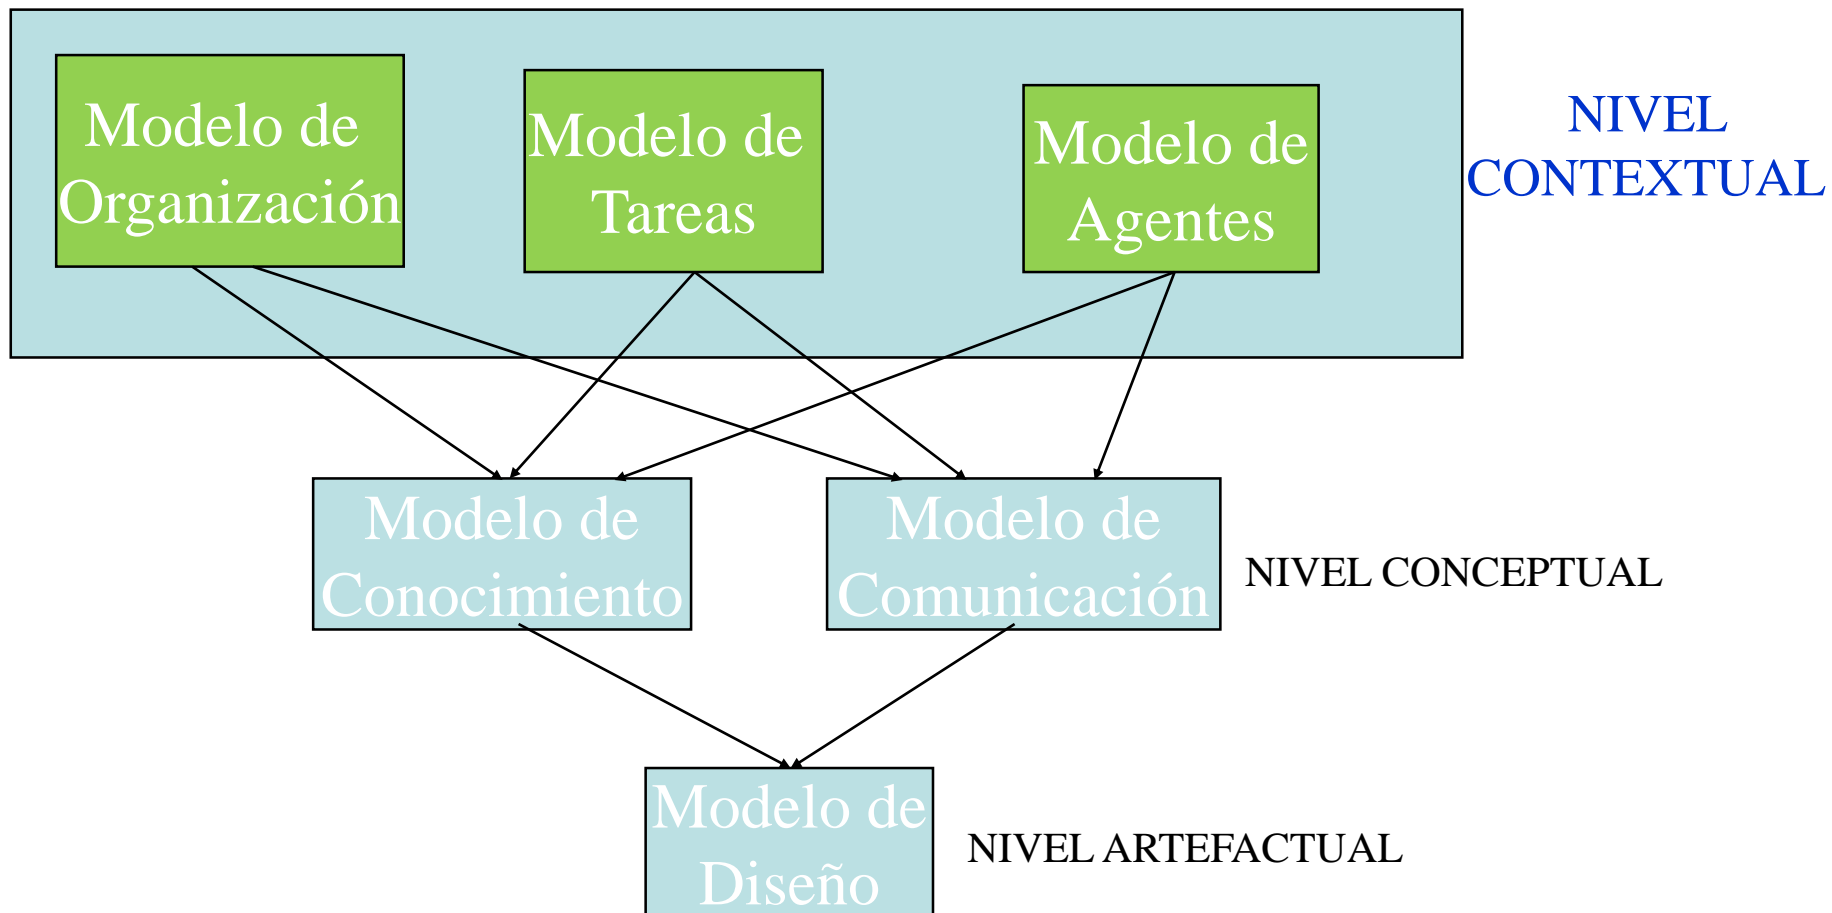 Modelo de
Organización
Modelo de
Tareas
Modelo de
Agentes
NIVEL
CONTEXTUAL
Modelo de
Conocimiento
Modelo de
Comunicación
NIVEL CONCEPTUAL
Modelo de
Diseño
NIVEL ARTEFACTUAL